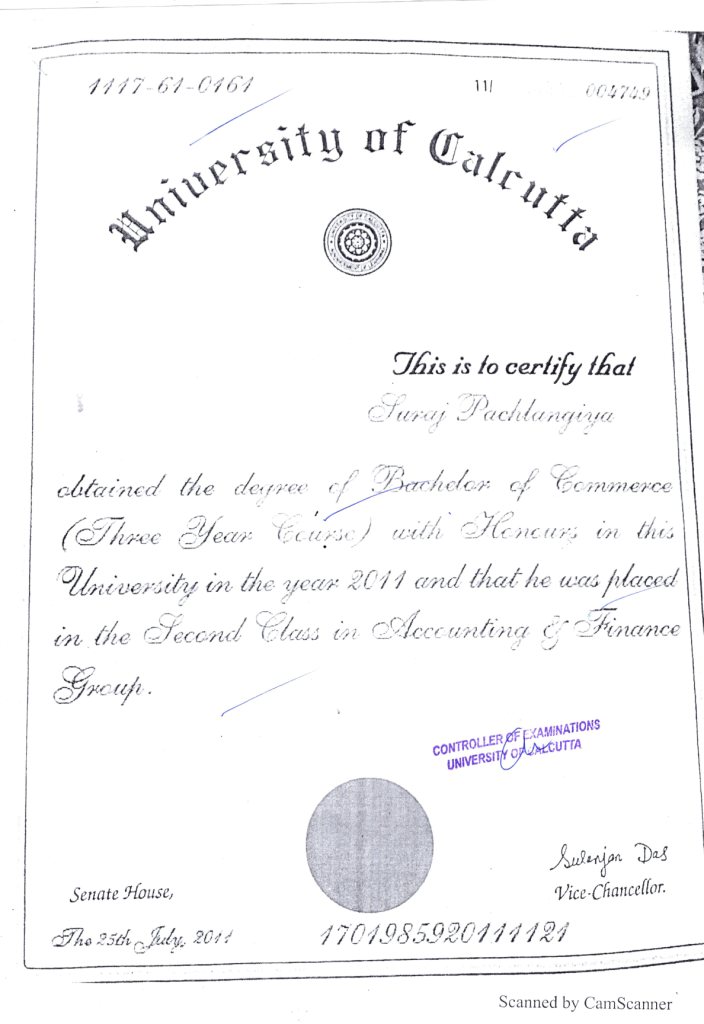 1117-61-0161 11/ 004749
University of Calcutta
This is to certify that
Suraj Pachlangiya
obtained the degree of Bachelor of Commerce
(Three Year Course) with Honours in this
University in the year 2011 and that he was placed
in the Second Class in Accounting & Finance
Group.
CONTROLLER OF EXAMINATIONS
UNIVERSITY OF CALCUTTA
Suranjan Das
Senate House,
Vice-Chancellor.
The 25th July, 2011
1701985920111121
Scanned by CamScanner